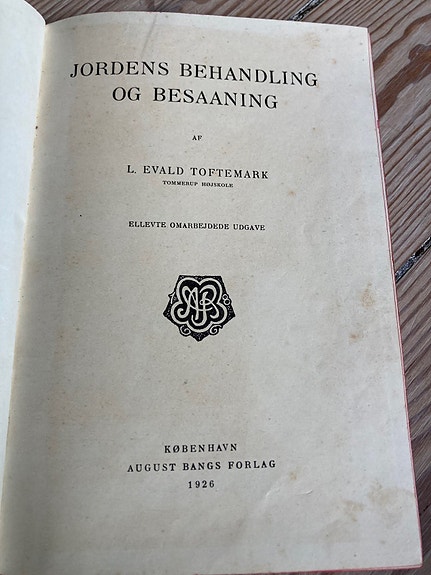 JORDENS BEHANDLING
OG BESAANING
AF
L. EVALD TOFTEMARK
TOMMERUP HØJSKOLE
ELLEVTE OMARBEJDEDE UDGAVE
KØBENHAVN
AUGUST BANGS FORLAG
1926